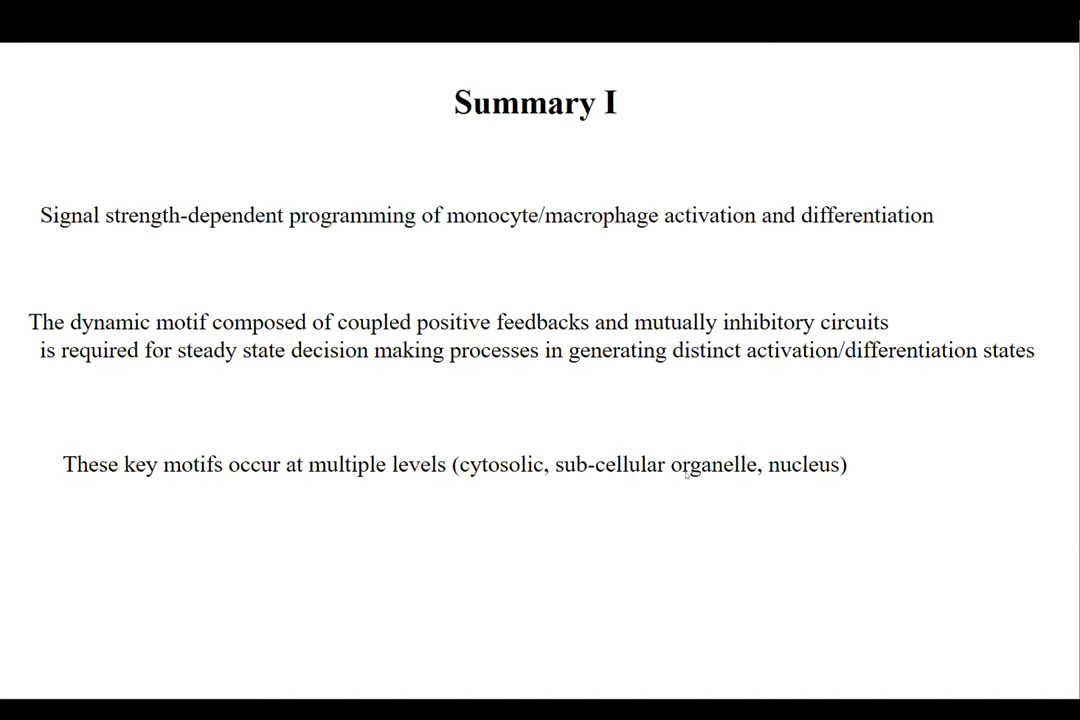 Summary I
Signal strength-dependent programming of monocyte/macrophage activation and differentiation
The dynamic motif composed of coupled positive feedbacks and mutually inhibitory circuits
is required for steady state decision making processes in generating distinct activation/differentiation states
These key motifs occur at multiple levels (cytosolic, sub-cellular organelle, nucleus)